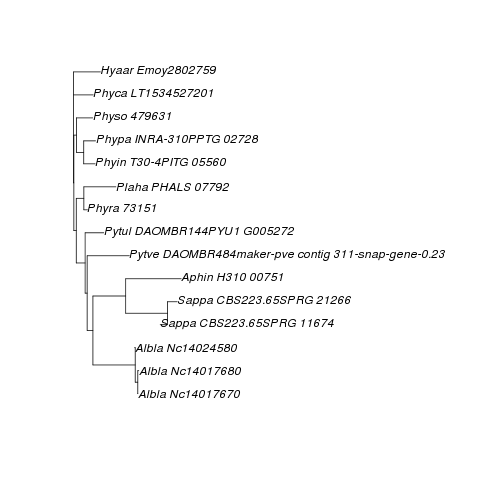 Hyaar Emoy2802759
Phyca LT1534527201
Physo 479631
Phypa INRA-310PPTG 02728
Phyin T30-4PITG 05560
Plaha PHALS 07792
Phyra 73151
Pytul DAOMBR144PYU1 G005272
Pytve DAOMBR484maker-pve contig 311-snap-gene-0.23
Aphin H310 00751
Sappa CBS223.65SPRG 21266
Sappa CBS223.65SPRG 11674
Albla Nc14024580
Albla Nc14017680
Albla Nc14017670